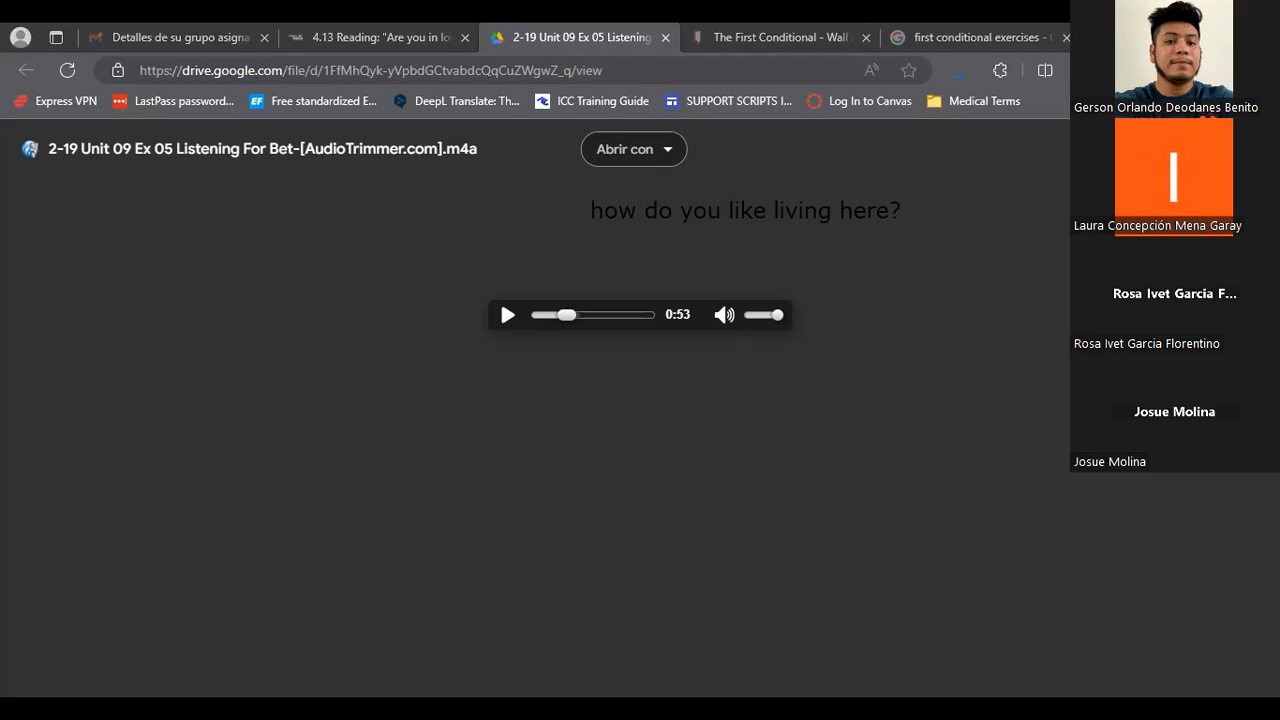 Detalles de su grupo asigna
4.13 Reading: "Are you in lo
2-19 Unit 09 Ex 05 Listening
The First Conditional - Wall
first conditional exercises -
https://drive.google.com/file/d/1FfMhQyk-yVpbdGCtvabdcQqCuZWgwZ_q/view
Express VPN
LastPass password...
EF Free standardized E...
DeepL Translate: Th...
ICC Training Guide
SUPPORT SCRIPTS I...
Log In to Canvas
Medical Terms
2-19 Unit 09 Ex 05 Listening For Bet-[AudioTrimmer.com].m4a
Abrir con
how do you like living here?
0:53
Gerson Orlando Deodanes Benito
I
Laura Concepción Mena Garay
Rosa Ivet Garcia F...
Rosa Ivet Garcia Florentino
Josue Molina
Josue Molina